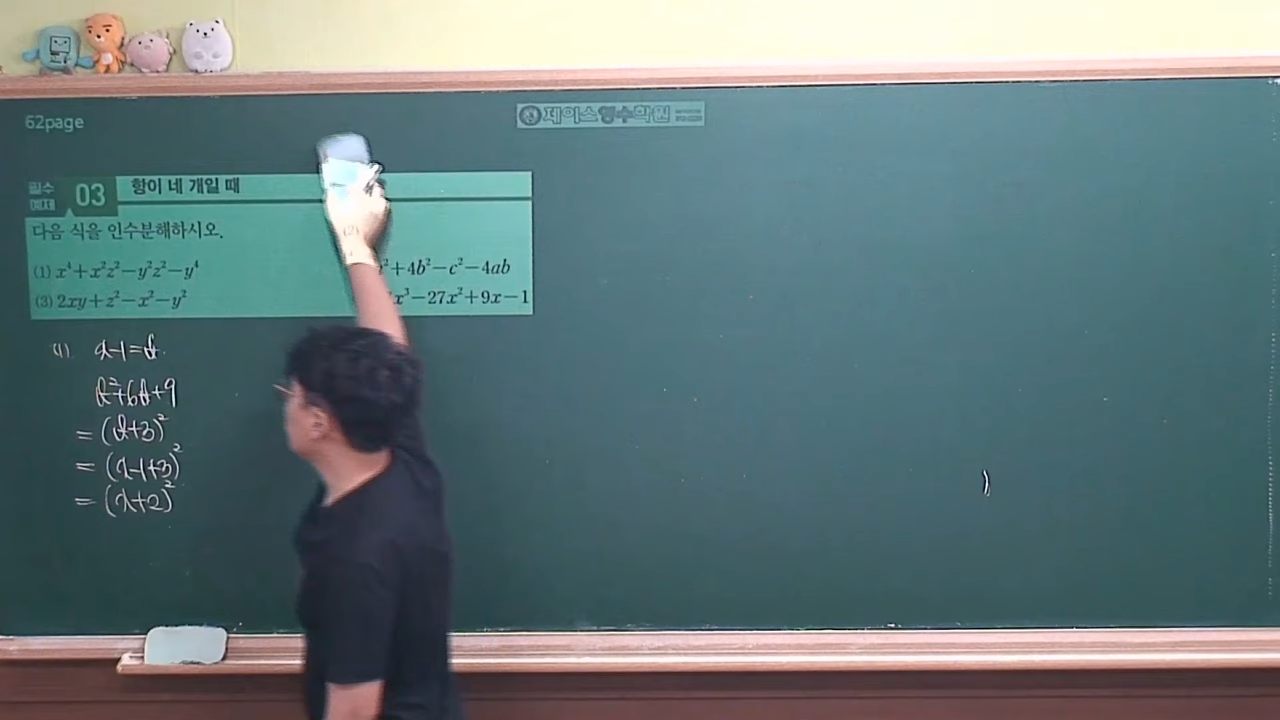 62page
제이스영수학원
필수
예제
03
항이 네 개일 때
다음 식을 인수분해하시오.
(1) x⁴+x²z²−y²z²−y⁴
²+4b²−c²−4ab
(3) 2xy+z²−x²−y²
x³−27x²+9x−1
(1) x-1=A
A²+6A+9
= (A+3)²
= (x-1+3)²
= (x+2)²